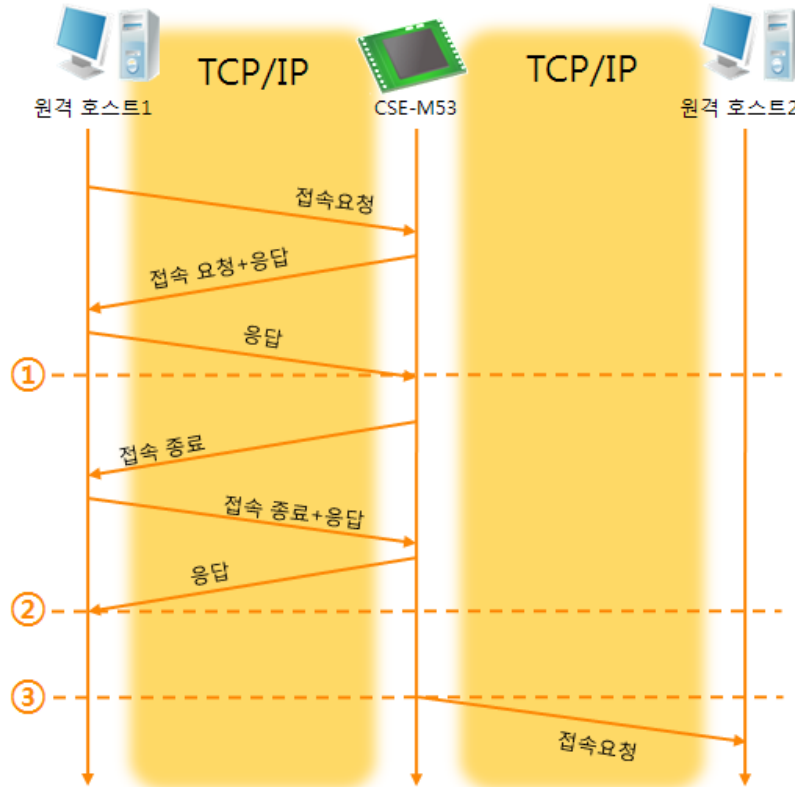 TCP/IP
TCP/IP
원격 호스트1
CSE-M53
원격 호스트2
접속요청
접속 요청+응답
응답
①
접속 종료
접속 종료+응답
응답
②
③
접속요청